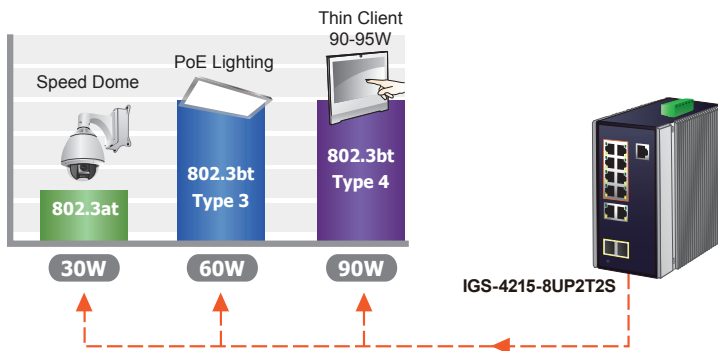 Thin Client
90-95W
PoE Lighting
Speed Dome
802.3at
802.3bt
Type 3
802.3bt
Type 4
30W
60W
90W
IGS-4215-8UP2T2S